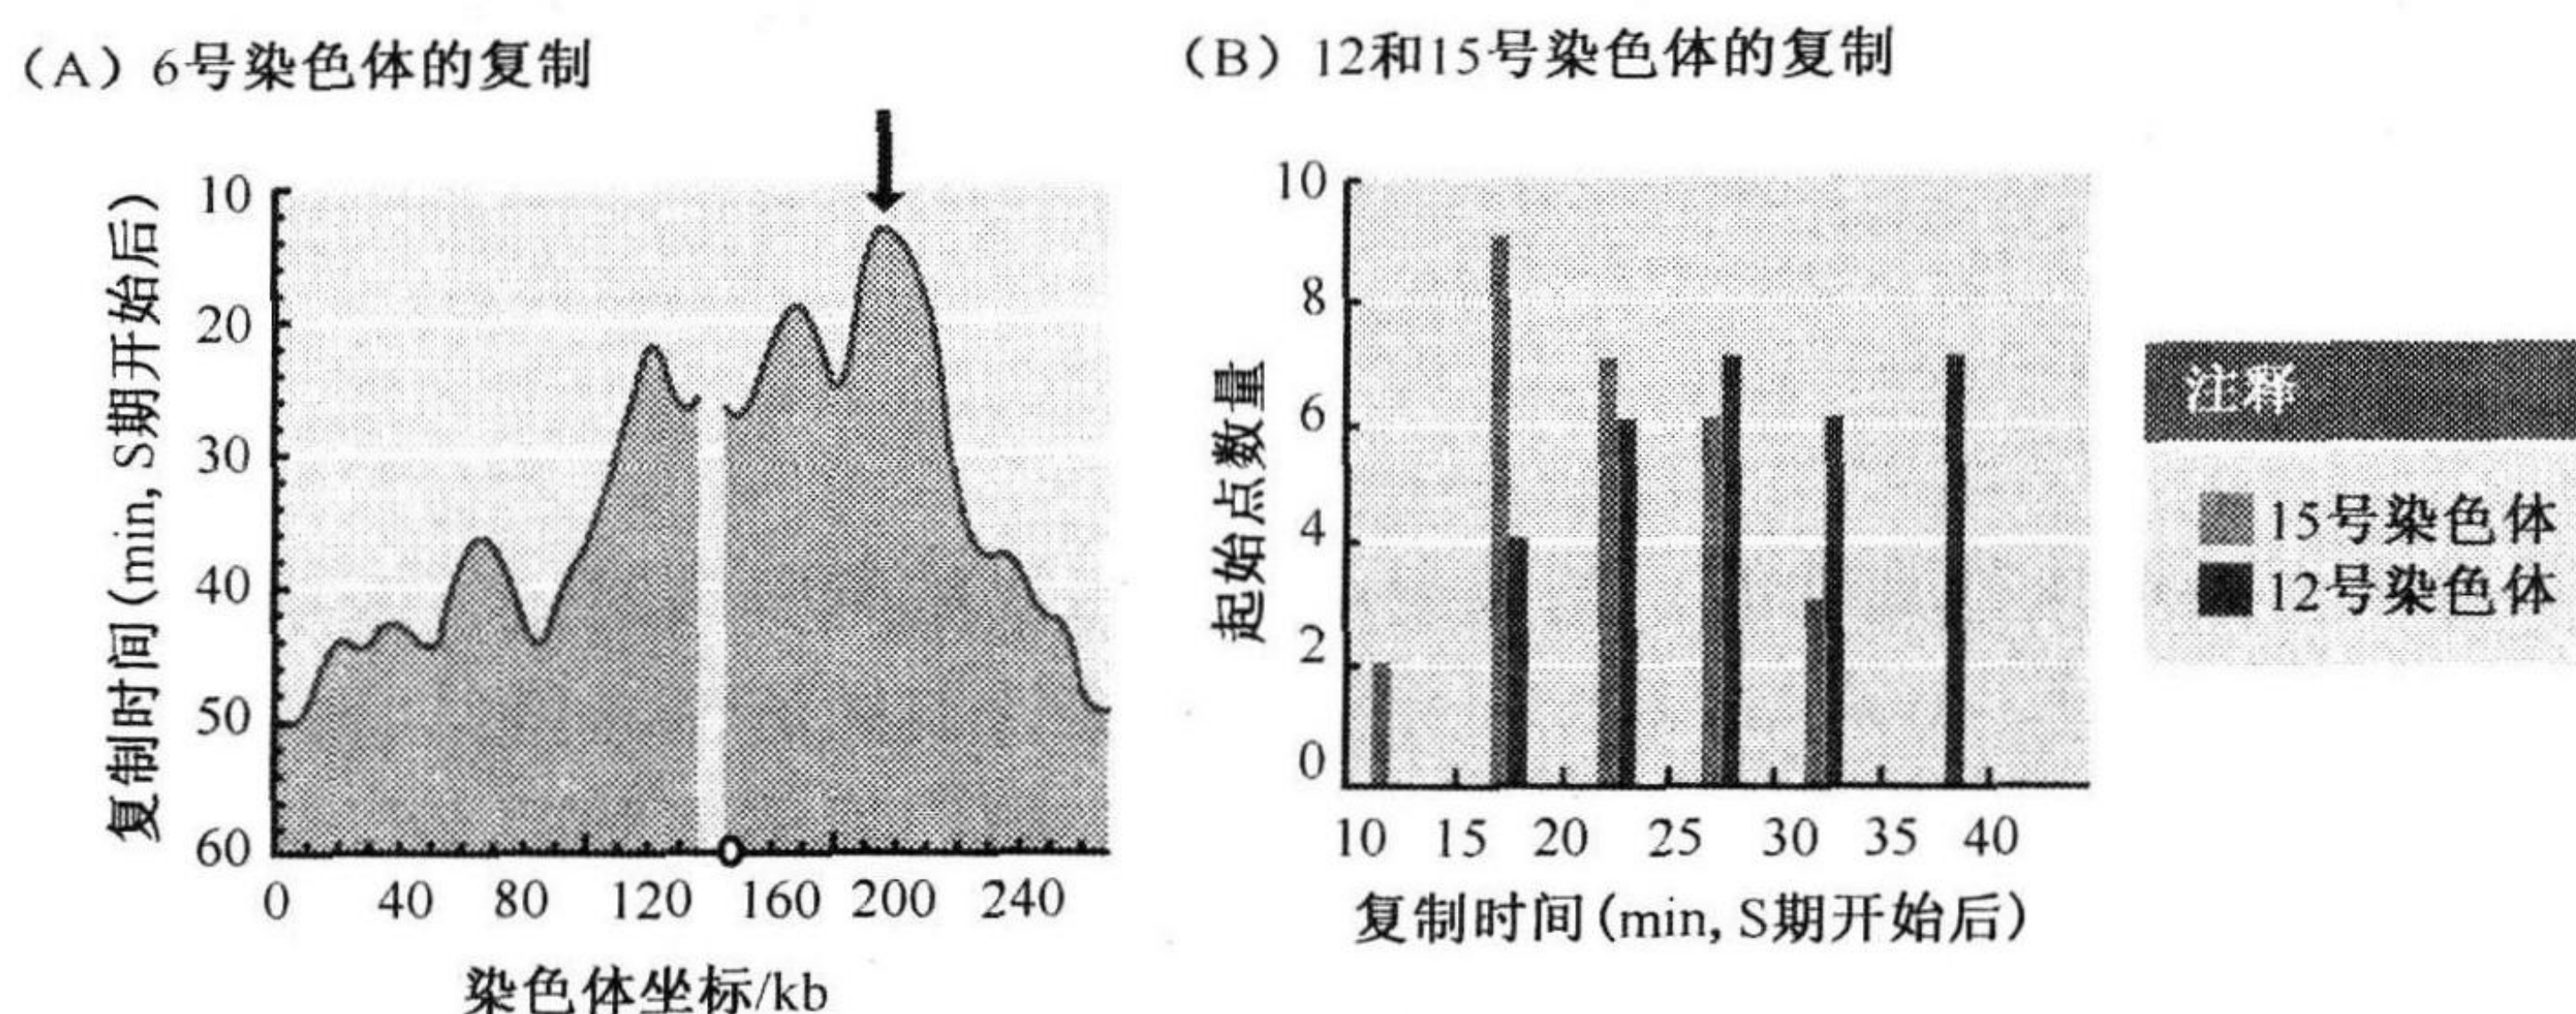 (A) 6号染色体的复制
10
20
30
40
50
60
复制时间(min, S期开始后)
0 40 80 120 160 200 240
染色体坐标/kb
(B) 12和15号染色体的复制
10
8
6
4
2
0
起始点数量
10 15 20 25 30 35 40
复制时间(min, S期开始后)
注释
15号染色体
12号染色体